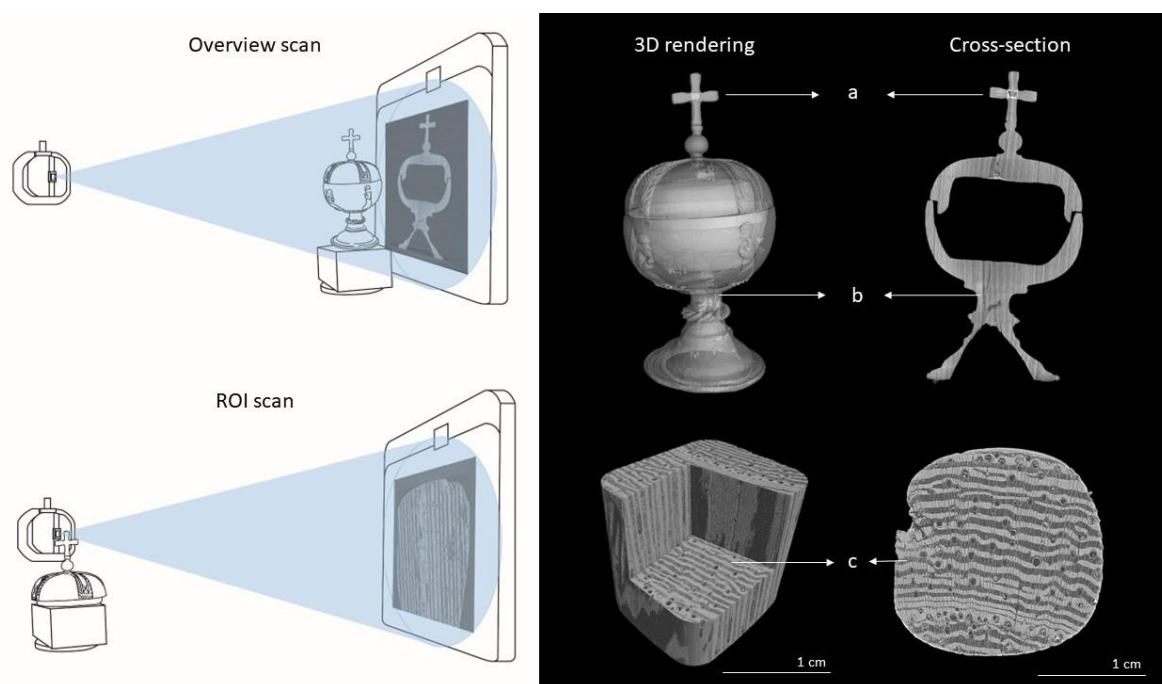 Overview scan
3D rendering
Cross-section
a
b
ROI scan
c
1 cm
1 cm